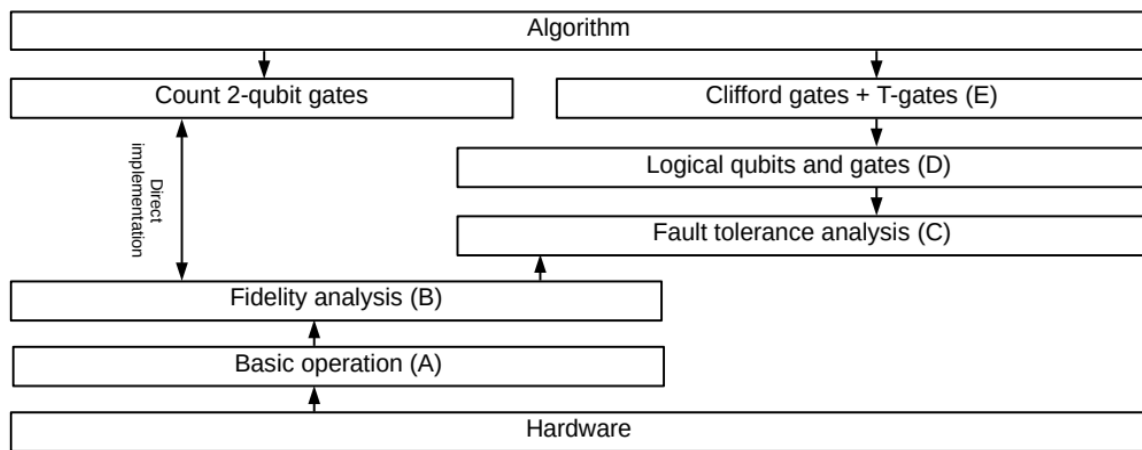 Algorithm
Count 2-qubit gates
Clifford gates + T-gates (E)
Direct
implementation
Logical qubits and gates (D)
Fault tolerance analysis (C)
Fidelity analysis (B)
Basic operation (A)
Hardware